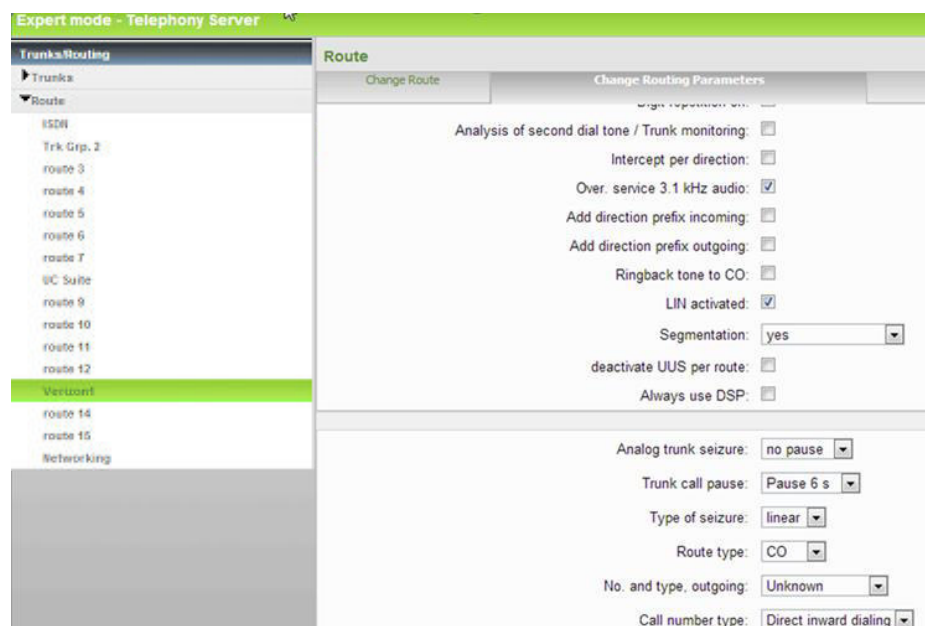 Expert mode - Telephony Server
Trunks/Routing
Trunks
Route
ISDN
Trk Grp. 2
route 3
route 4
route 5
route 6
route 7
UC Suite
route 9
route 10
route 11
route 12
Verizon1
route 14
route 15
Networking
Route
Change Route
Change Routing Parameters
Digit repetition on:
Analysis of second dial tone / Trunk monitoring:
Intercept per direction:
Over. service 3.1 kHz audio:
Add direction prefix incoming:
Add direction prefix outgoing:
Ringback tone to CO:
LIN activated:
Segmentation: yes
deactivate UUS per route:
Always use DSP:
Analog trunk seizure: no pause
Trunk call pause: Pause 6 s
Type of seizure: linear
Route type: CO
No. and type, outgoing: Unknown
Call number type: Direct inward dialing